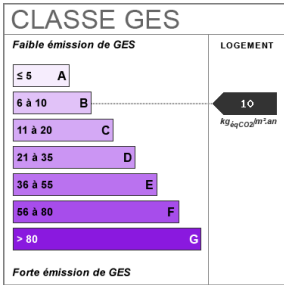 CLASSE GES
Faible émission de GES
LOGEMENT
≤ 5 A
6 à 10 B
10
kgéqCO2/m².an
11 à 20 C
21 à 35 D
36 à 55 E
56 à 80 F
> 80 G
Forte émission de GES